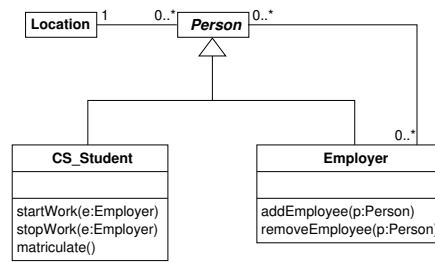 Location
1
0..*
Person
0..*
0..*
CS_Student
startWork(e:Employer)
stopWork(e:Employer)
matriculate()
Employer
addEmployee(p:Person)
removeEmployee(p:Person)